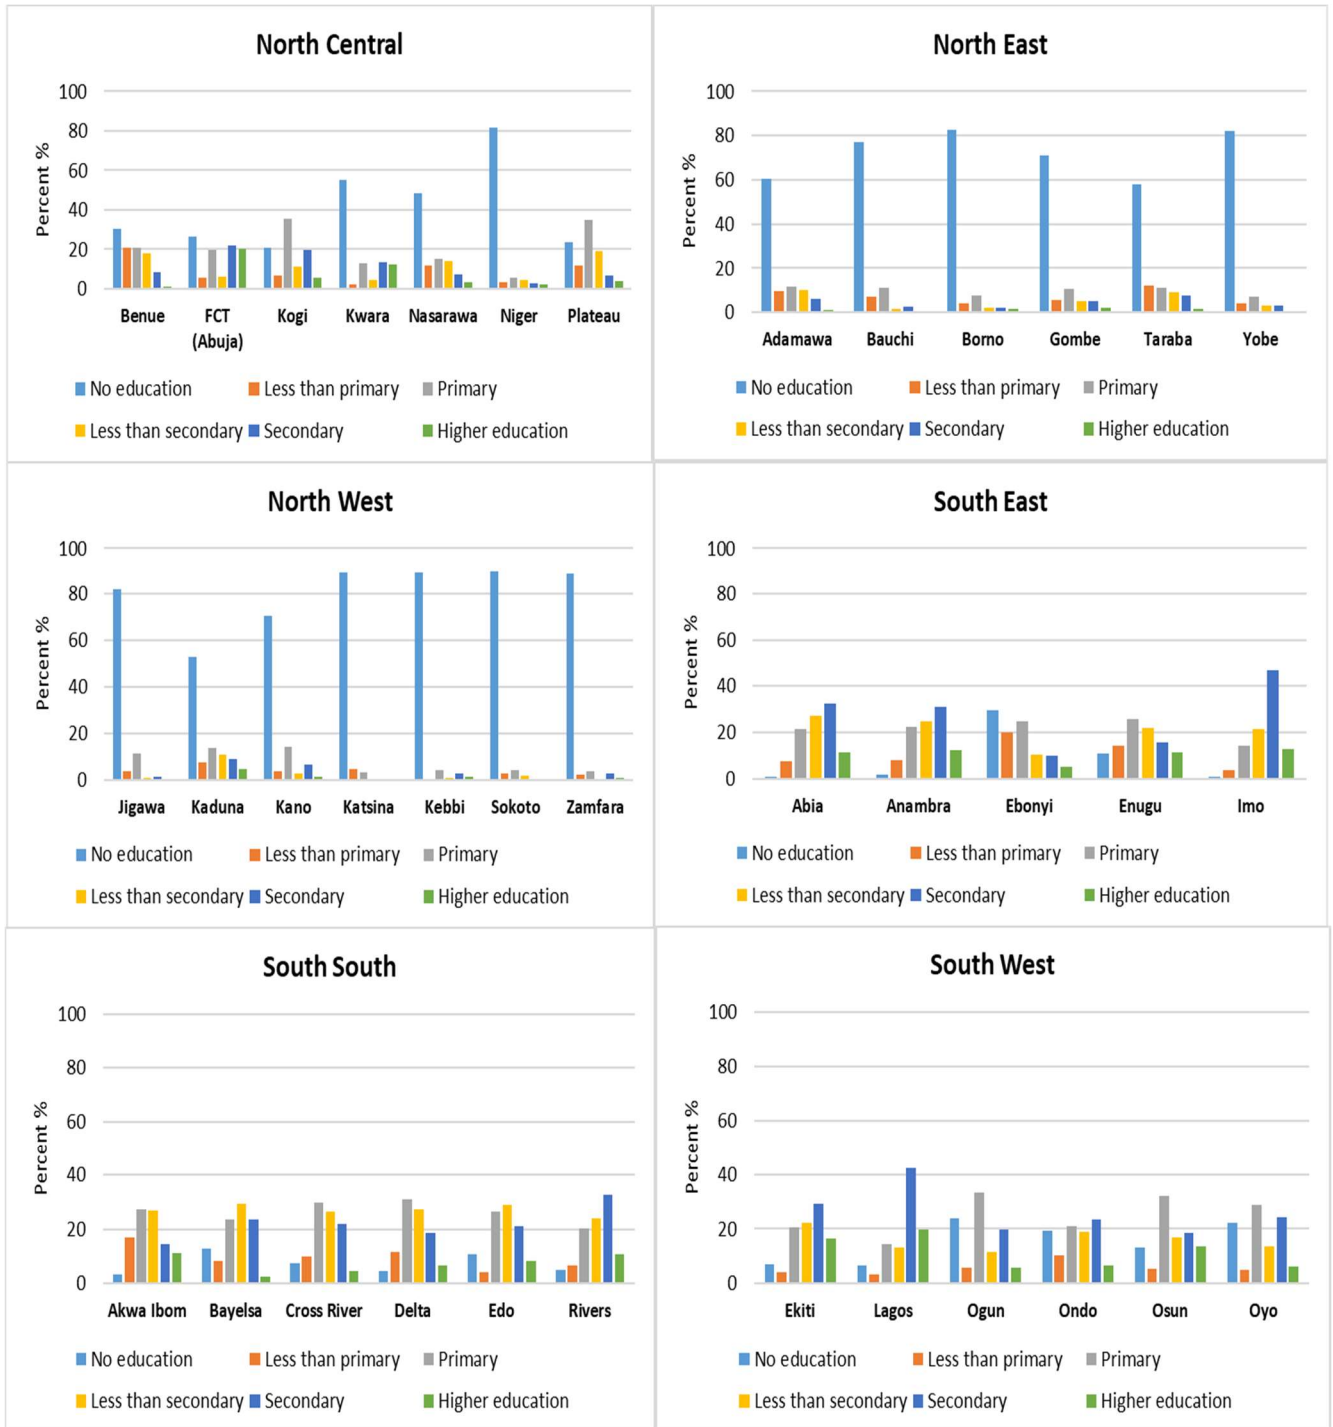 North Central
100
80
60
40
20
0
Percent %
Benue FCT (Abuja) Kogi Kwara Nasarawa Niger Plateau
No education Less than primary Primary
Less than secondary Secondary Higher education
North East
100
80
60
40
20
0
Percent %
Adamawa Bauchi Borno Gombe Taraba Yobe
No education Less than primary Primary
Less than secondary Secondary Higher education
North West
100
80
60
40
20
0
Percent %
Jigawa Kaduna Kano Katsina Kebbi Sokoto Zamfara
No education Less than primary Primary
Less than secondary Secondary Higher education
South East
100
80
60
40
20
0
Percent %
Abia Anambra Ebonyi Enugu Imo
No education Less than primary Primary
Less than secondary Secondary Higher education
South South
100
80
60
40
20
0
Percent %
Akwa Ibom Bayelsa Cross River Delta Edo Rivers
No education Less than primary Primary
Less than secondary Secondary Higher education
South West
100
80
60
40
20
0
Percent %
Ekiti Lagos Ogun Ondo Osun Oyo
No education Less than primary Primary
Less than secondary Secondary Higher education